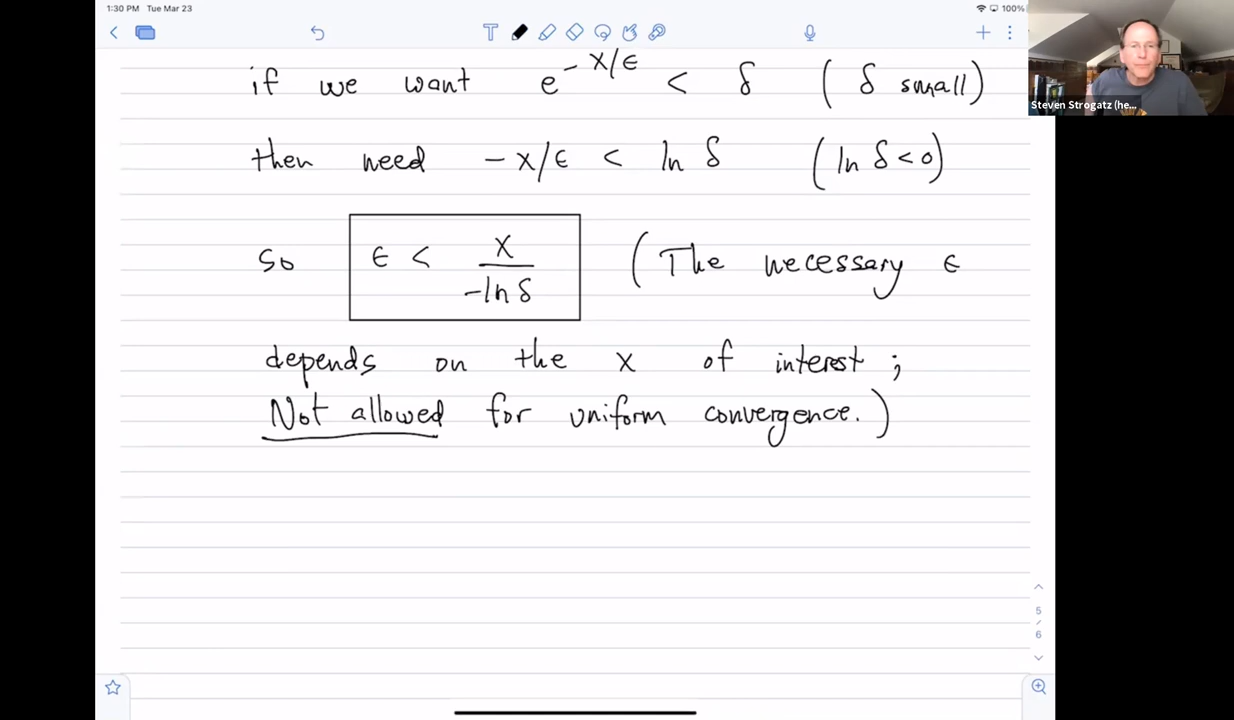 1:30 PM Tue Mar 23
100%
if we want e^{-x/ϵ} < δ (δ small)
Steven Strogatz (he...
then need -x/ϵ < ln δ (ln δ < 0)
so ϵ < x/(-ln δ) (The necessary ϵ
depends on the x of interest ;
Not allowed for uniform convergence.)
5
/
6